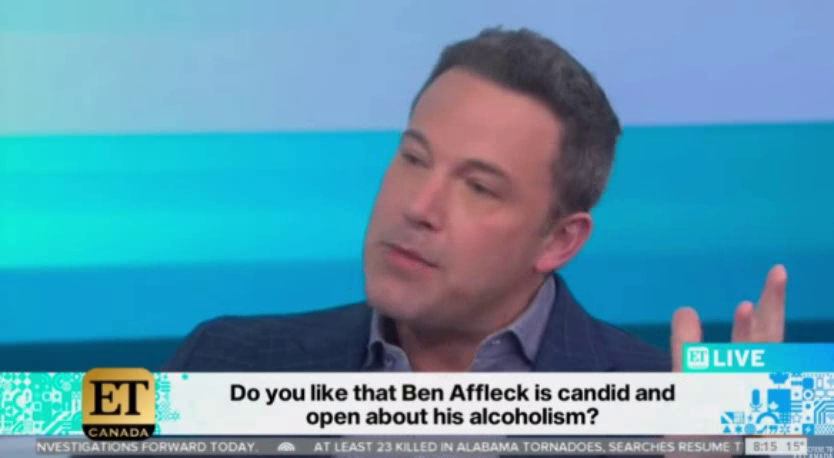 ET LIVE
Do you like that Ben Affleck is candid and
open about his alcoholism?
ET
CANADA
NVESTIGATIONS FORWARD TODAY. AT LEAST 23 KILLED IN ALABAMA TORNADOES, SEARCHES RESUME T
8:15 15°